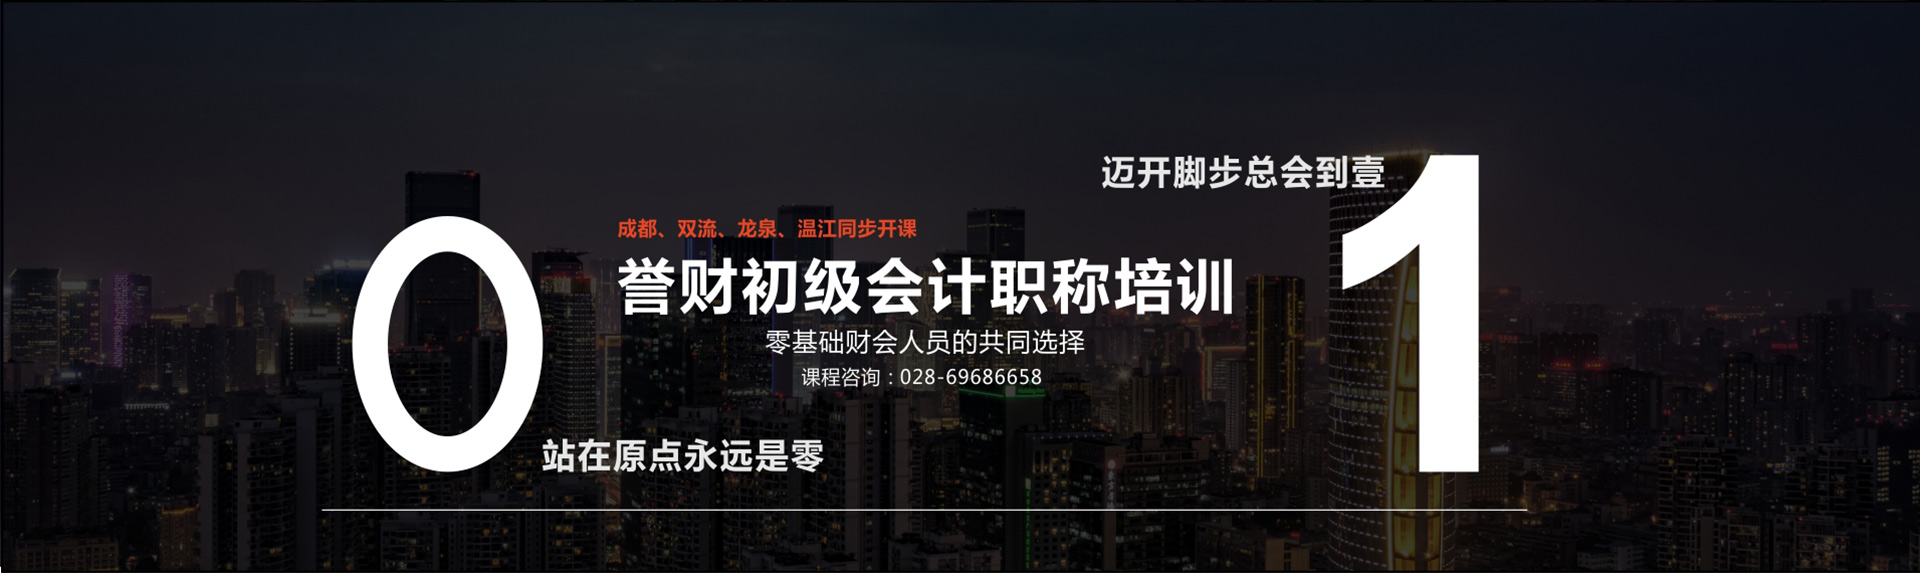 迈开脚步总会到壹
1
成都、双流、龙泉、温江同步开课
0
誉财初级会计职称培训
零基础财会人员的共同选择
课程咨询：028-69686658
站在原点永远是零